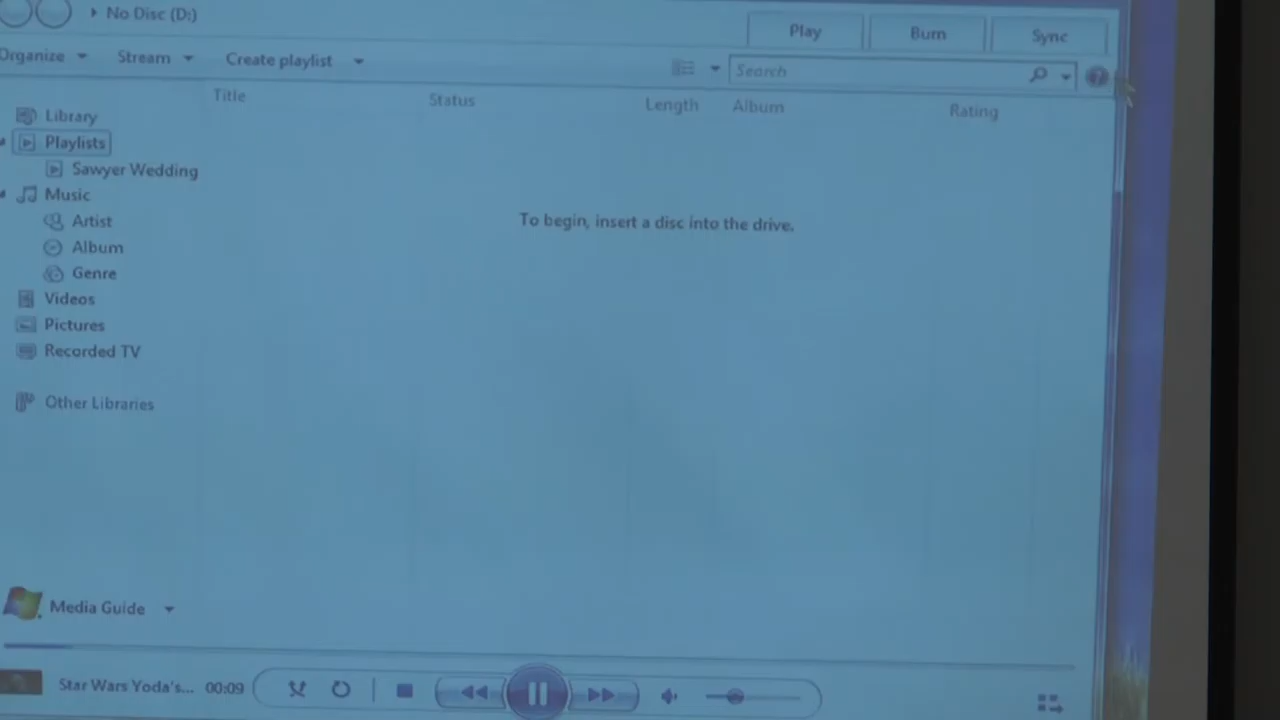 No Disc (D:)
Play Burn Sync
Organize Stream Create playlist
Search
Title Status Length Album Rating
Library
Playlists
Sawyer Wedding
Music
Artist
Album
Genre
Videos
Pictures
Recorded TV
Other Libraries
To begin, insert a disc into the drive.
Media Guide
Star Wars Yoda's... 00:09